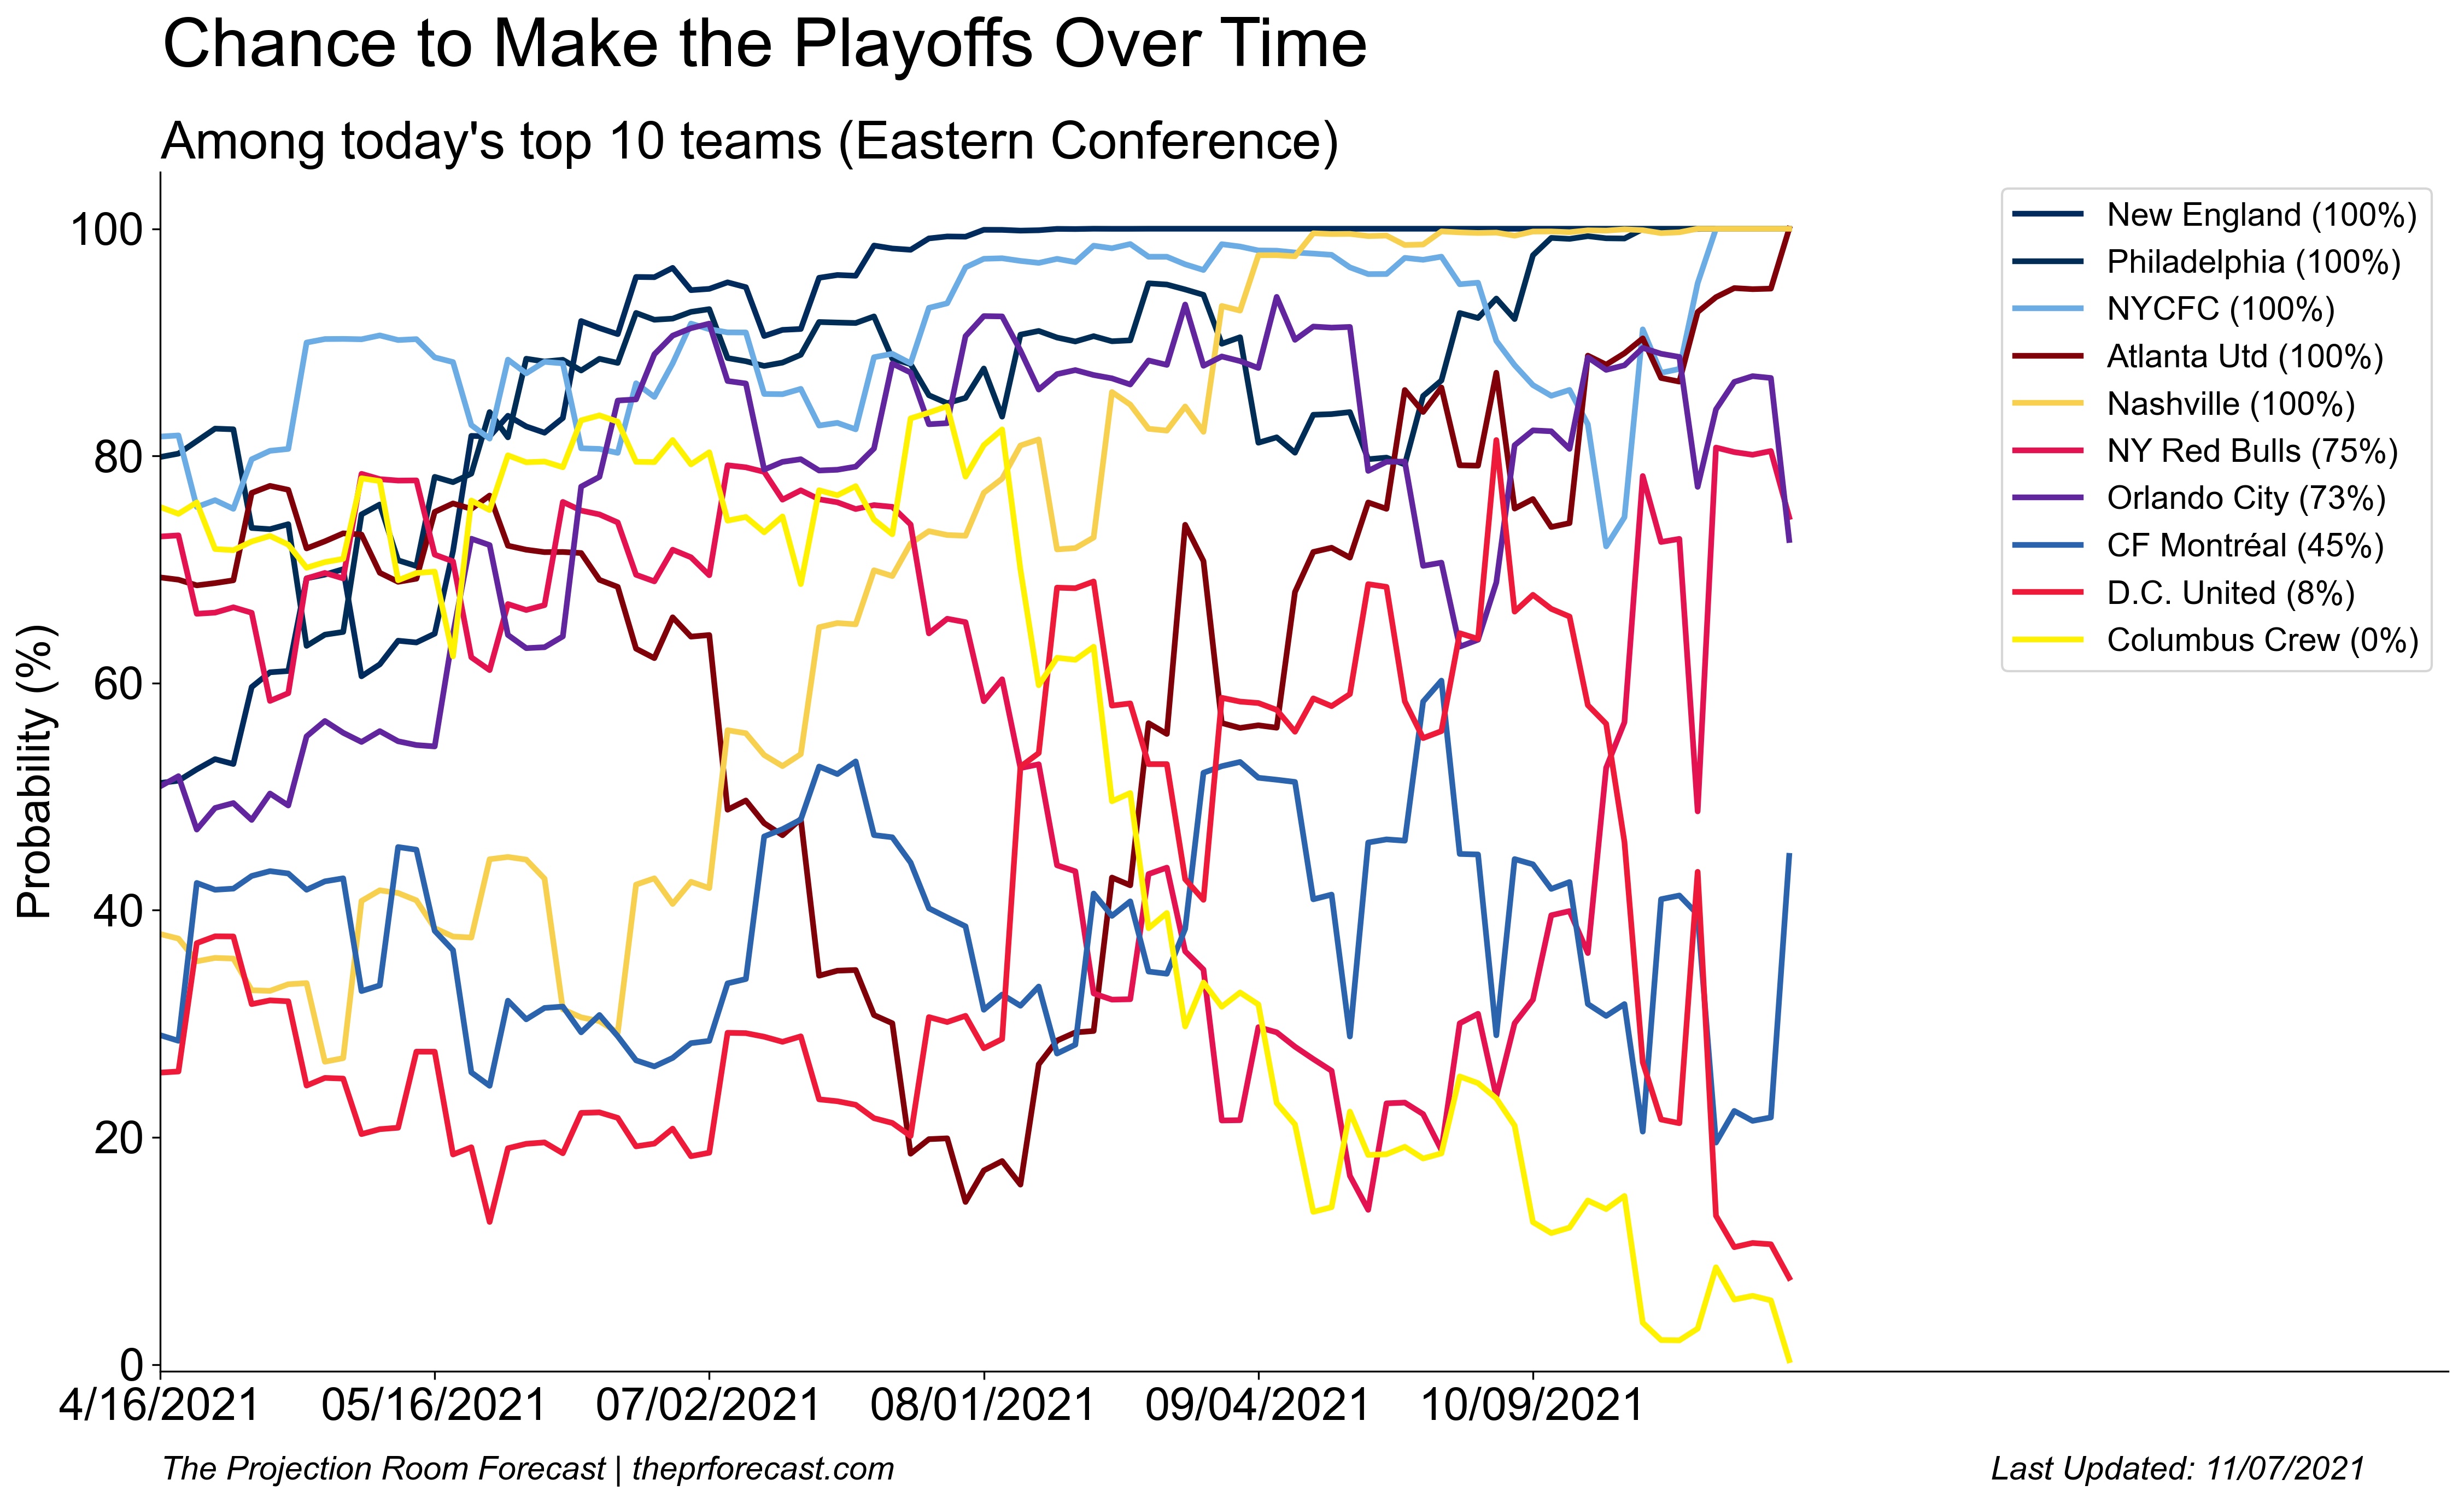 Chance to Make the Playoffs Over Time
Among today's top 10 teams (Eastern Conference)
New England (100%)
Philadelphia (100%)
NYCFC (100%)
Atlanta Utd (100%)
Nashville (100%)
NY Red Bulls (75%)
Orlando City (73%)
CF Montréal (45%)
D.C. United (8%)
Columbus Crew (0%)
Probability (%)
100
80
60
40
20
0
4/16/2021 05/16/2021 07/02/2021 08/01/2021 09/04/2021 10/09/2021
The Projection Room Forecast | theprforecast.com Last Updated: 11/07/2021